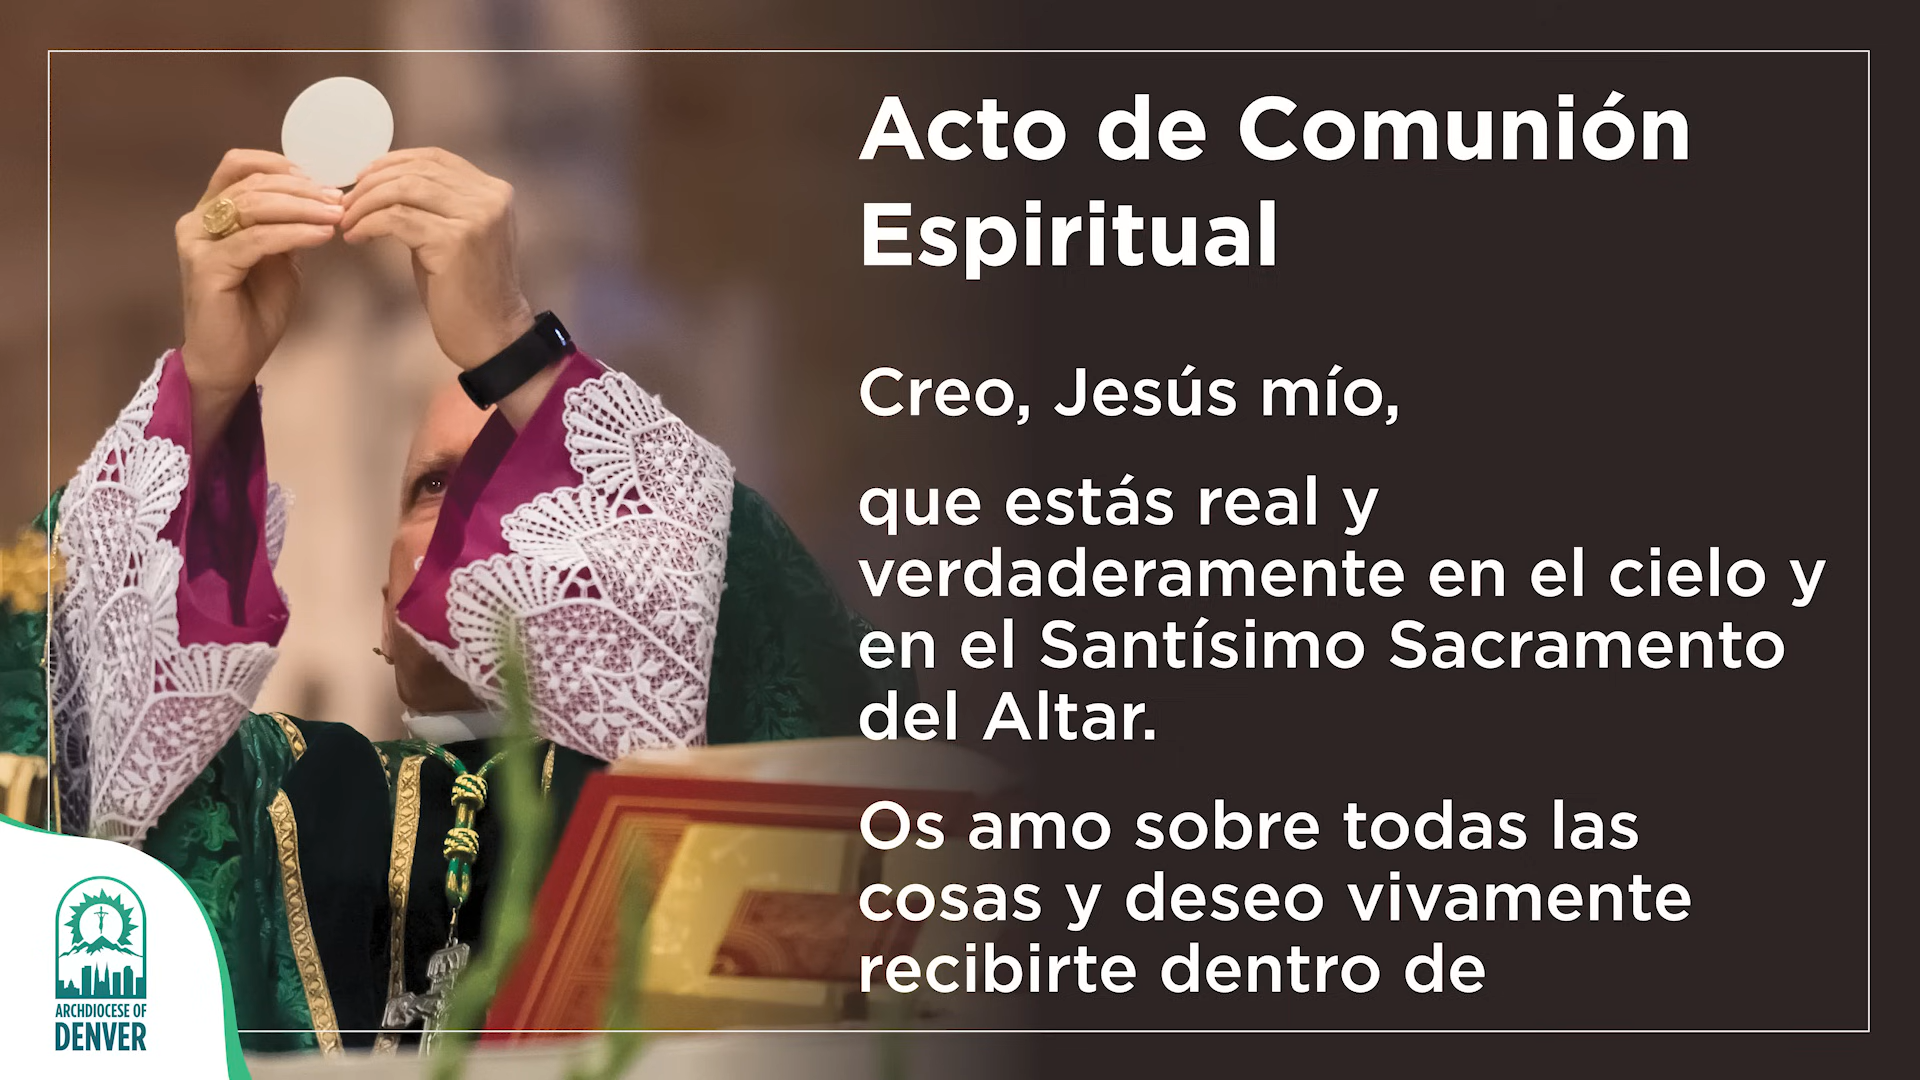 Acto de Comunión
Espiritual
Creo, Jesús mío,
que estás real y
verdaderamente en el cielo y
en el Santísimo Sacramento
del Altar.
Os amo sobre todas las
cosas y deseo vivamente
recibirte dentro de
ARCHDIOCESE OF
DENVER